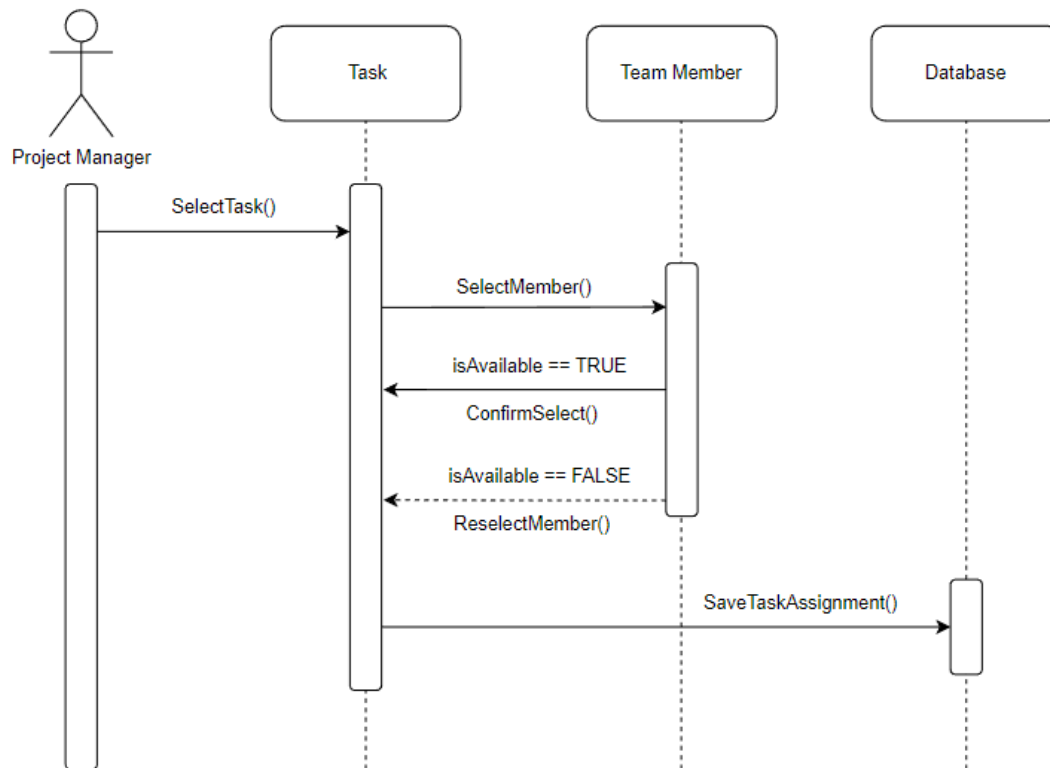 Task
Team Member
Database
Project Manager
SelectTask()
SelectMember()
isAvailable == TRUE
ConfirmSelect()
isAvailable == FALSE
ReselectMember()
SaveTaskAssignment()